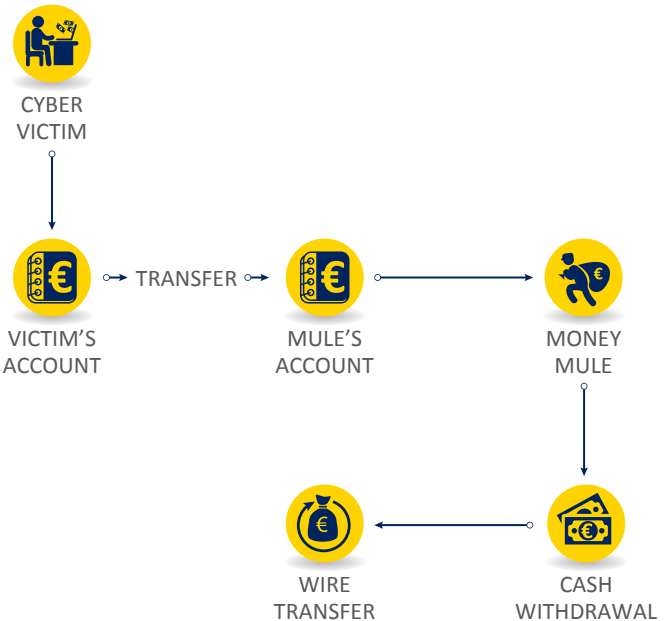 CYBER
VICTIM
VICTIM'S
ACCOUNT
TRANSFER
MULE'S
ACCOUNT
MONEY
MULE
WIRE
TRANSFER
CASH
WITHDRAWAL